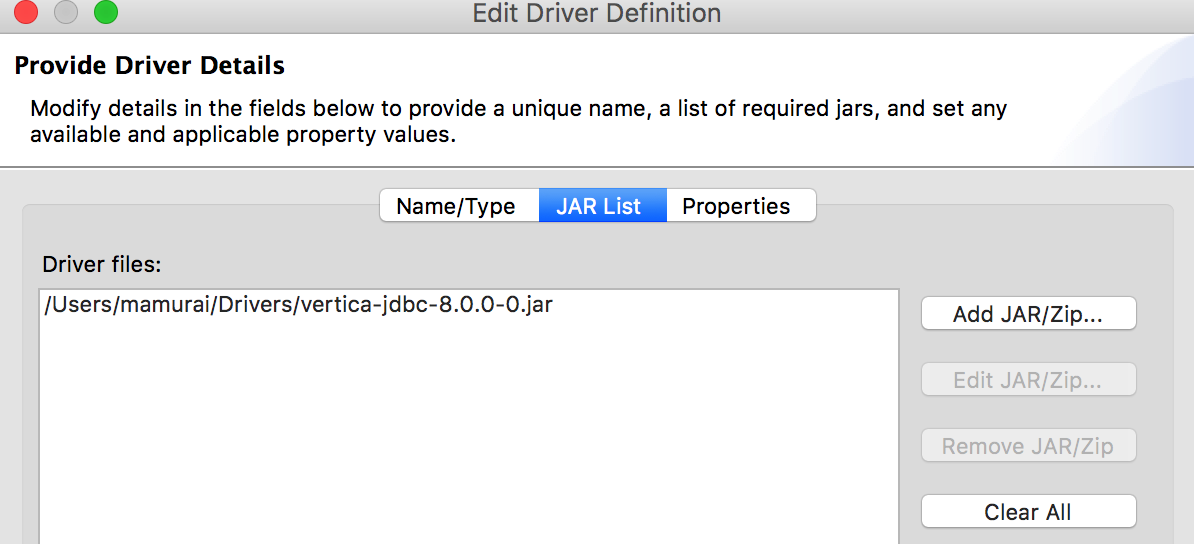 Edit Driver Definition
Provide Driver Details
Modify details in the fields below to provide a unique name, a list of required jars, and set any
available and applicable property values.
Name/Type JAR List Properties
Driver files:
/Users/mamurai/Drivers/vertica-jdbc-8.0.0-0.jar
Add JAR/Zip...
Edit JAR/Zip...
Remove JAR/Zip
Clear All